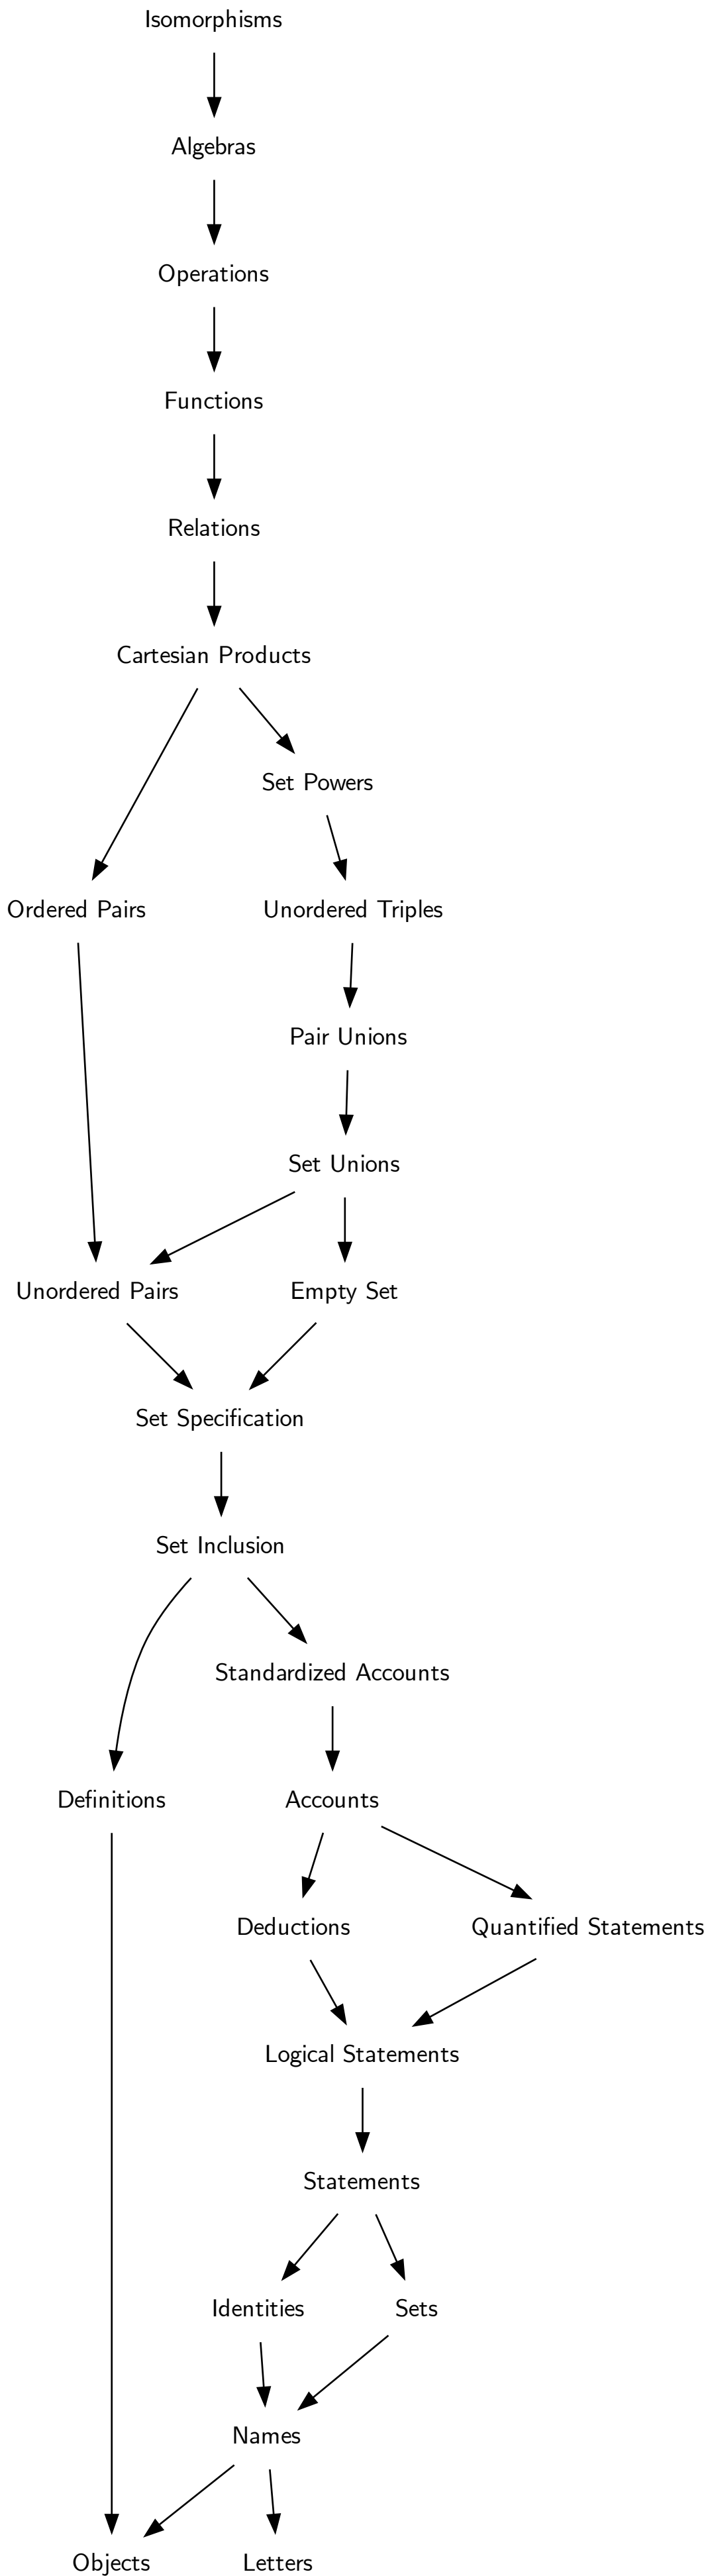 Isomorphisms
Algebras
Operations
Functions
Relations
Cartesian Products
Set Powers
Ordered Pairs
Unordered Triples
Pair Unions
Set Unions
Unordered Pairs
Empty Set
Set Specification
Set Inclusion
Standardized Accounts
Definitions
Accounts
Deductions
Quantified Statements
Logical Statements
Statements
Identities
Sets
Names
Objects
Letters